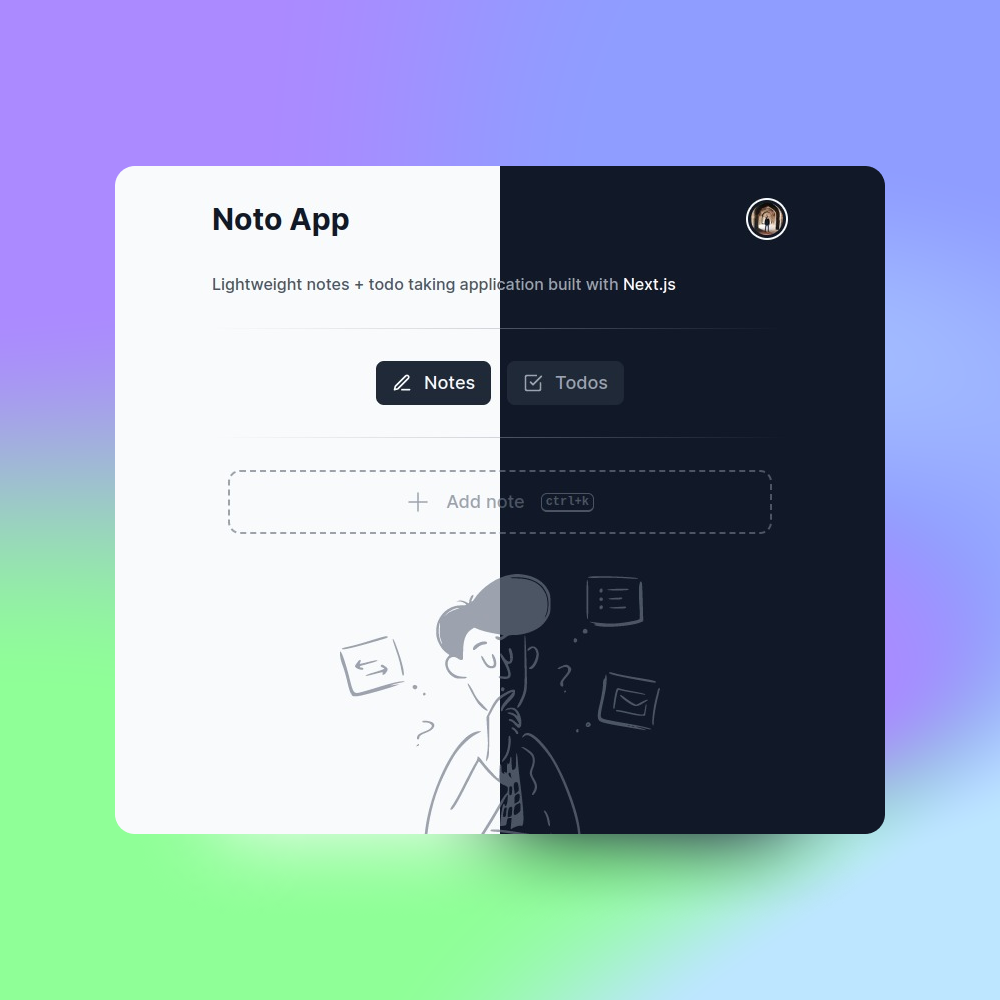 Noto App
Lightweight notes + todo taking application built with Next.js
Notes
Todos
Add note ctrl+k
?
?